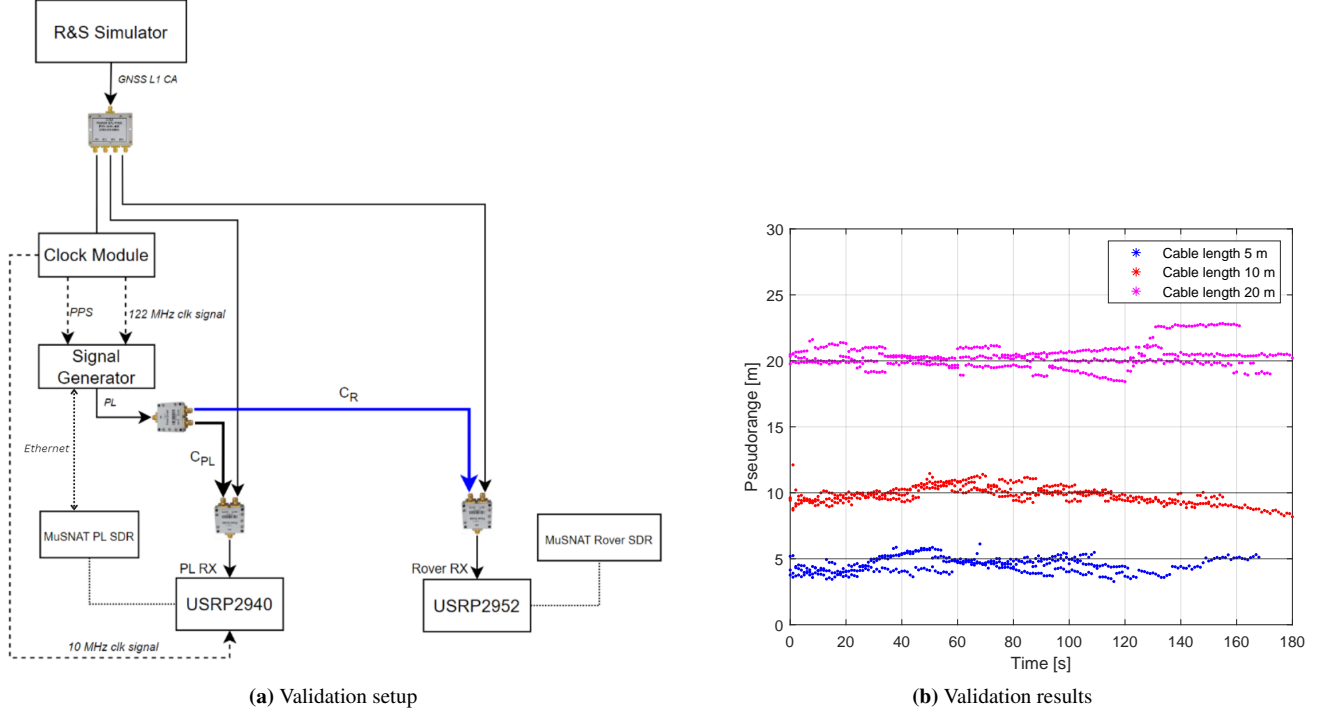 R&S Simulator
GNSS L1 CA
Clock Module
PPS
122 MHz clk signal
Signal
Generator
PL
C_R
Ethernet
C_PL
MuSNAT PL SDR
MuSNAT Rover SDR
PL RX
Rover RX
USRP2940
USRP2952
10 MHz clk signal
(a) Validation setup
30
25
20
15
10
5
0
Pseudorange [m]
Cable length 5 m
Cable length 10 m
Cable length 20 m
0 20 40 60 80 100 120 140 160 180
Time [s]
(b) Validation results